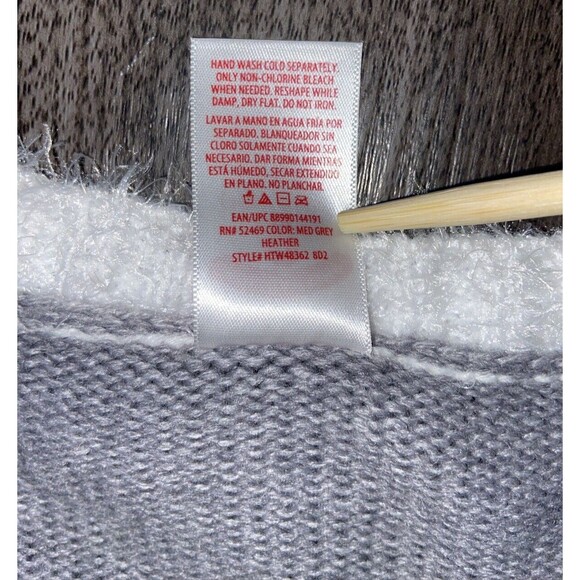 HAND WASH COLD SEPARATELY.
ONLY NON-CHLORINE BLEACH
WHEN NEEDED. RESHAPE WHILE
DAMP, DRY FLAT. DO NOT IRON.
LAVAR A MANO EN AGUA FRÍA POR
SEPARADO. BLANQUEADOR SIN
CLORO SOLAMENTE CUANDO SEA
NECESARIO. DAR FORMA MIENTRAS
ESTÁ HÚMEDO, SECAR EXTENDIDO
EN PLANO. NO PLANCHAR.
EAN/UPC 88990144191
RN# 52469 COLOR: MED GREY
HEATHER
STYLE# HTW48362 8D2